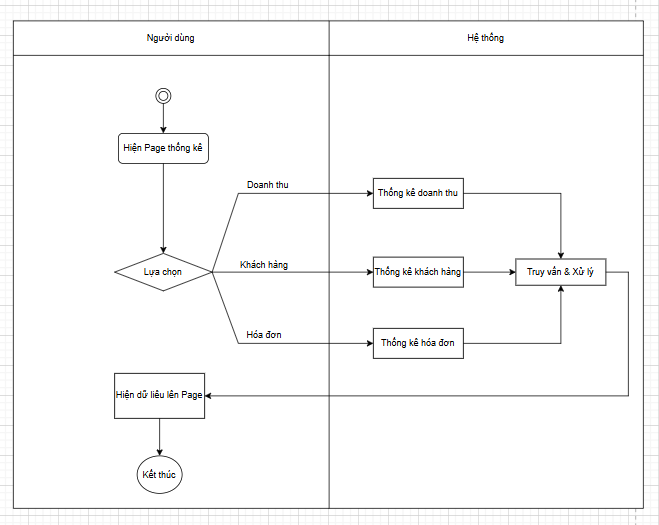 Người dùng
Hệ thống
Hiện Page thống kê
Doanh thu
Thống kê doanh thu
Lựa chọn
Khách hàng
Thống kê khách hàng
Truy vấn & Xử lý
Hóa đơn
Thống kê hóa đơn
Hiện dữ liêu lên Page
Kết thúc